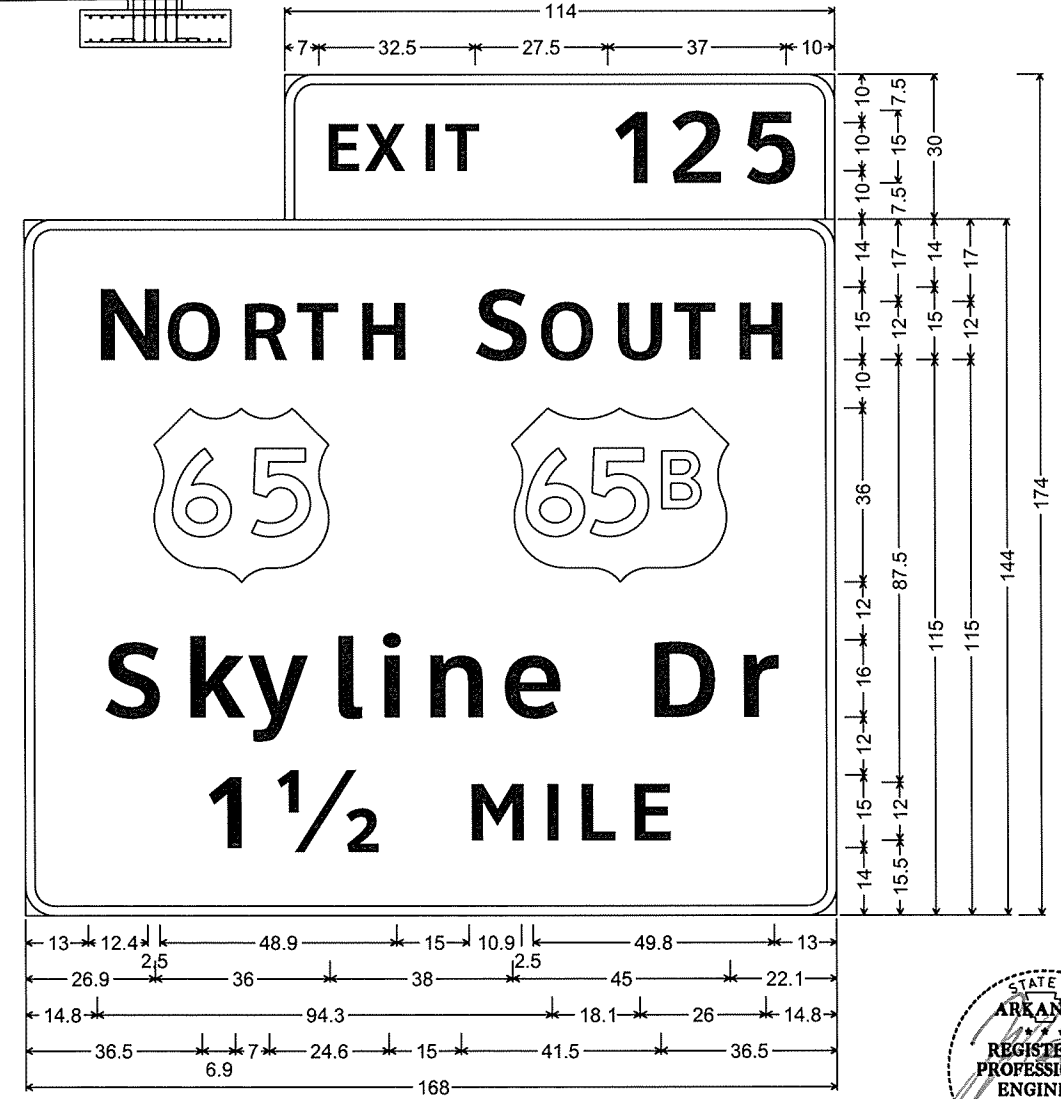 114
7 32.5 27.5 37 10
EXIT 125
10 10 10
7.5 15 7.5
30
174
NORTH SOUTH
65 65B
Skyline Dr
1 1/2 MILE
14 15 10 36 12 16 12 15 14
17 12 87.5 12 15.5
14 15 115
17 12 115
144
13 12.4 2.5 48.9 15 10.9 2.5 49.8 13
26.9 36 38 45 22.1
14.8 94.3 18.1 26 14.8
36.5 6.9 7 24.6 15 41.5 36.5
168
STATE
REGISTE
PROFESSI
ENGIN